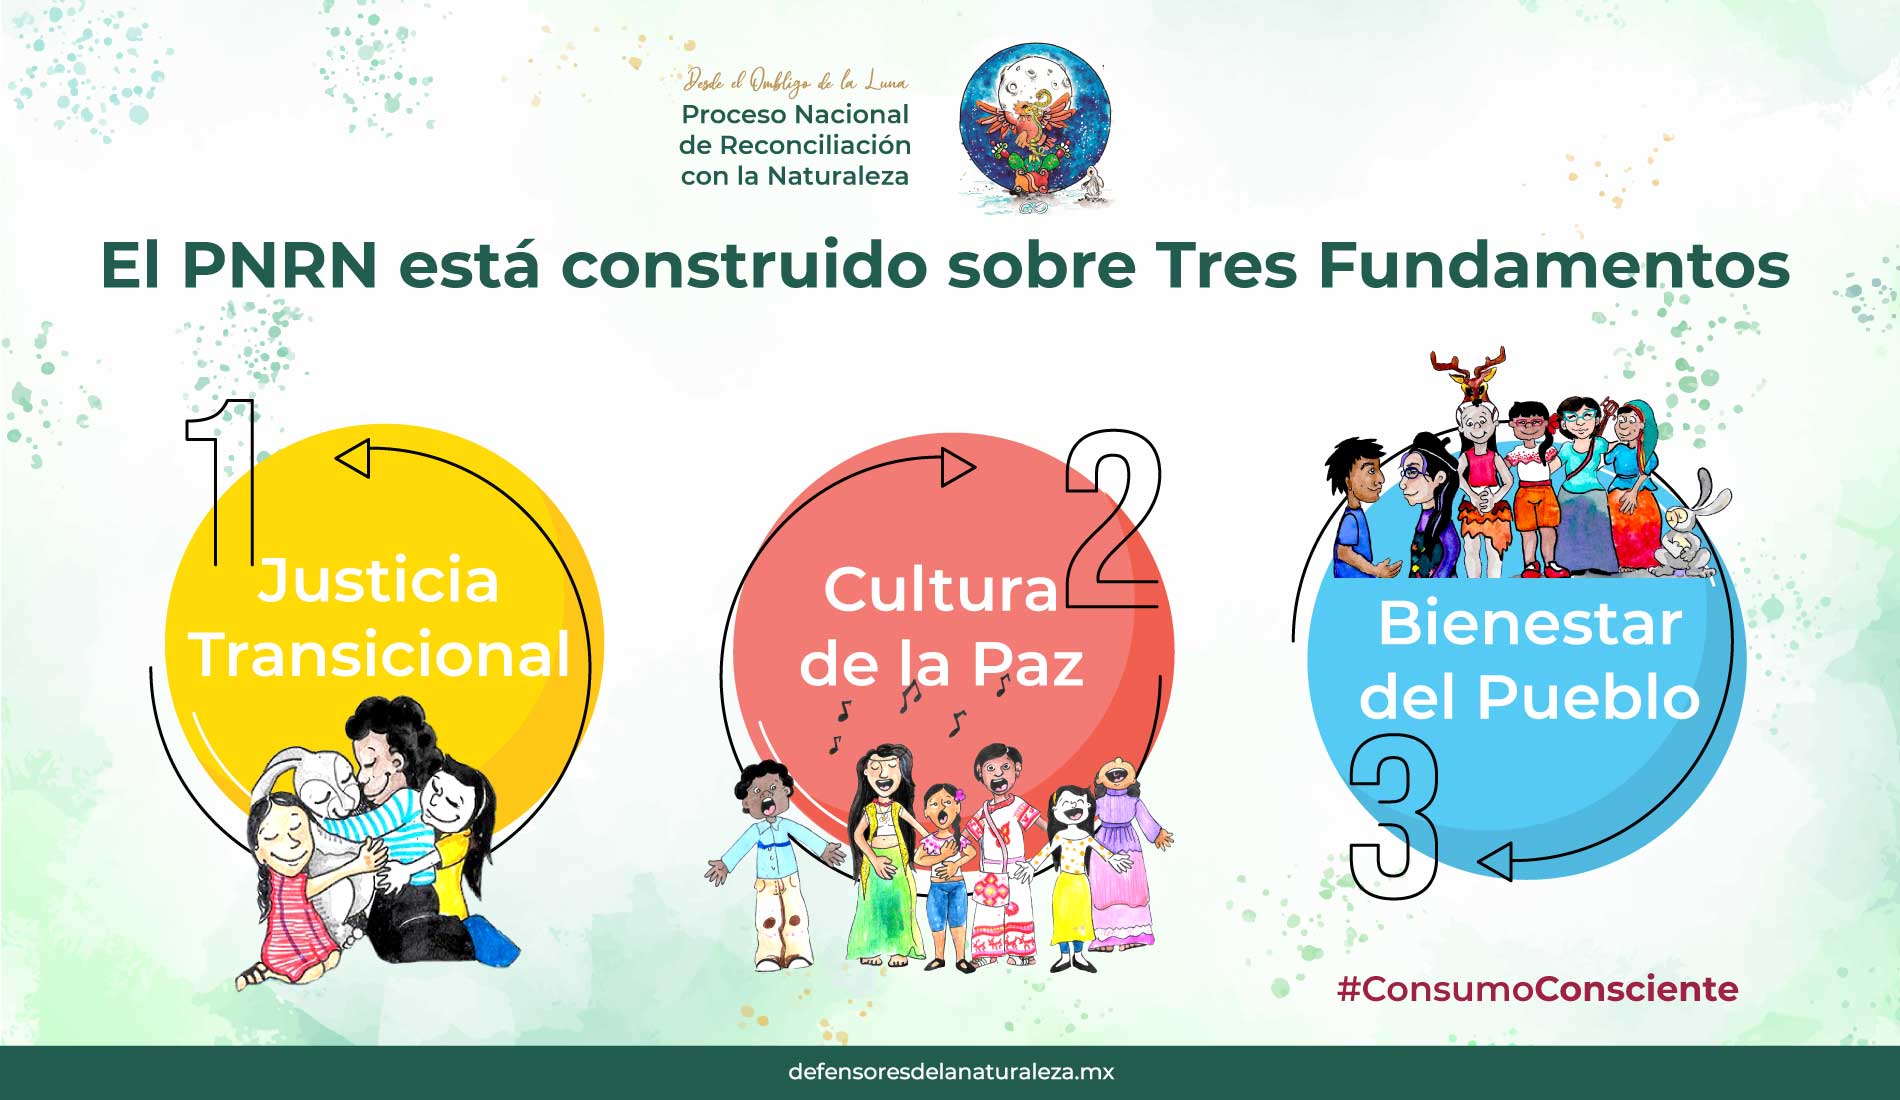 Desde el Ombligo de la Luna
Proceso Nacional
de Reconciliación
con la Naturaleza
El PNRN está construido sobre Tres Fundamentos
1
Justicia
Transicional
2
Cultura
de la Paz
Bienestar
del Pueblo
3
#ConsumoConsciente
defensoresdelanaturaleza.mx